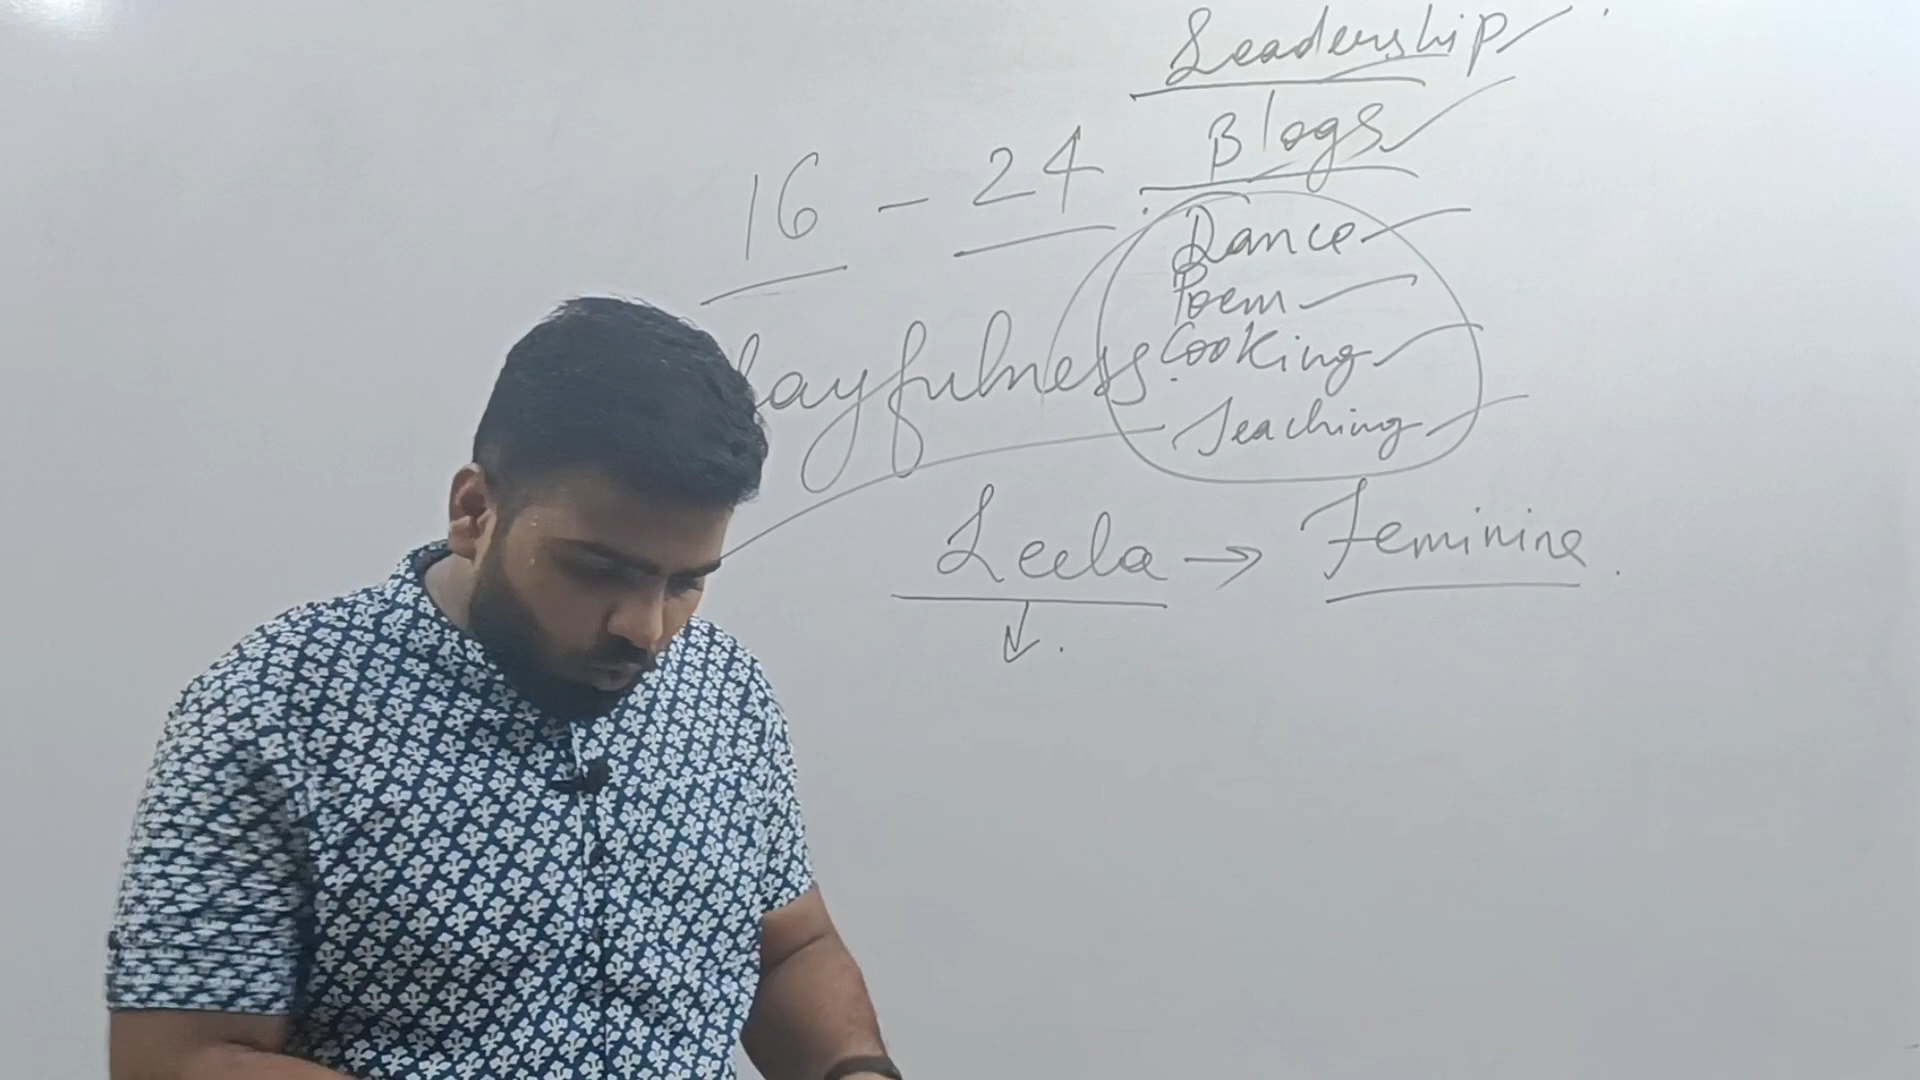 Leadership
Blogs
16 - 24
Dance
Poem
Cooking
layfulness
Teaching
Leela → Feminine